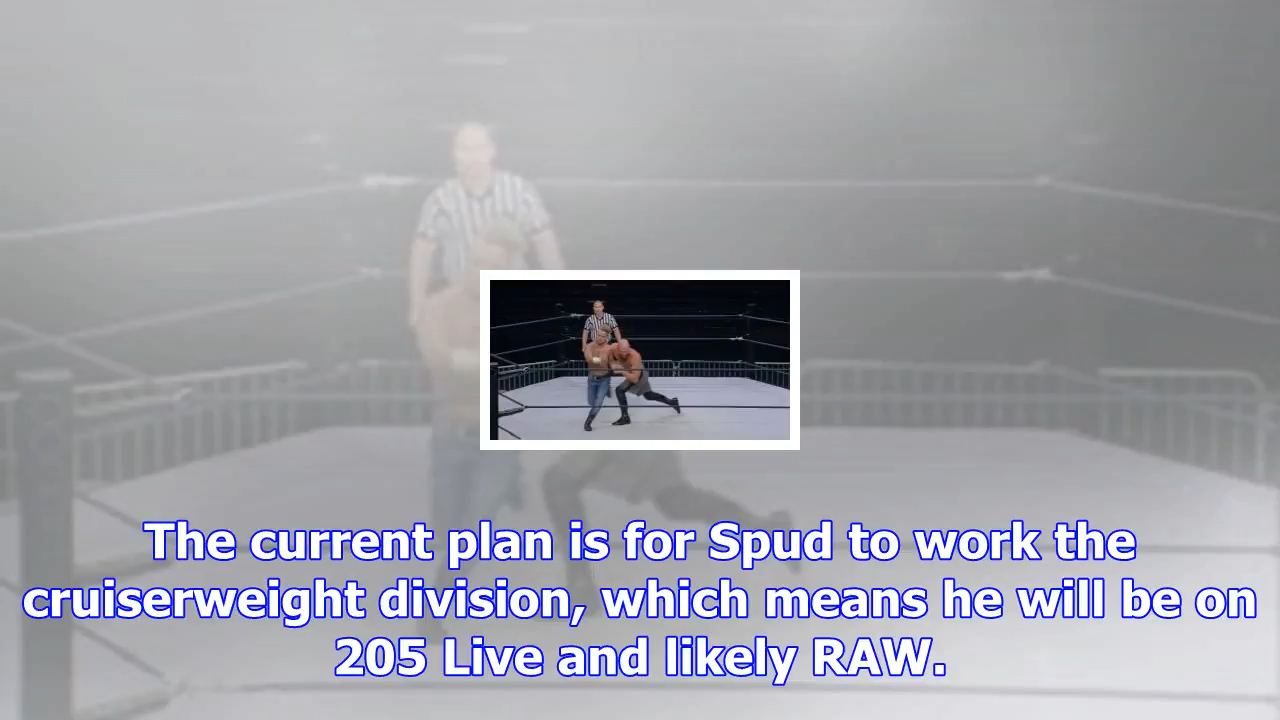 The current plan is for Spud to work the
cruiserweight division, which means he will be on
205 Live and likely RAW.